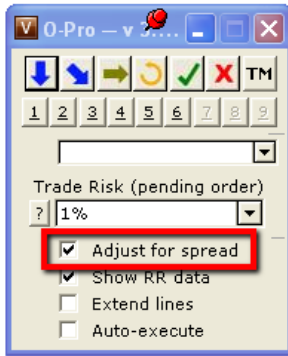 V O-Pro – v 3....
TM
1 2 3 4 5 6 7 8 9
Trade Risk (pending order)
? 1%
Adjust for spread
Show RR data
Extend lines
Auto-execute